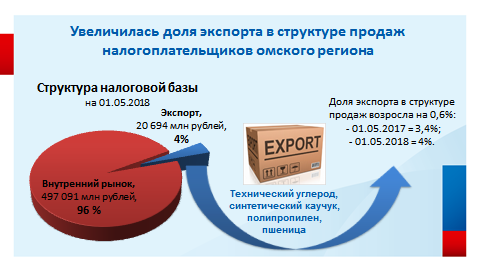 Увеличилась доля экспорта в структуре продаж
налогоплательщиков омского региона
Структура налоговой базы
на 01.05.2018
Экспорт,
20 694 млн рублей,
4%
Внутренний рынок,
497 091 млн рублей,
96 %
EXPORT
Технический углерод,
синтетический каучук,
полипропилен,
пшеница
Доля экспорта в структуре
продаж возросла на 0,6%:
- 01.05.2017 = 3,4%;
- 01.05.2018 = 4%.